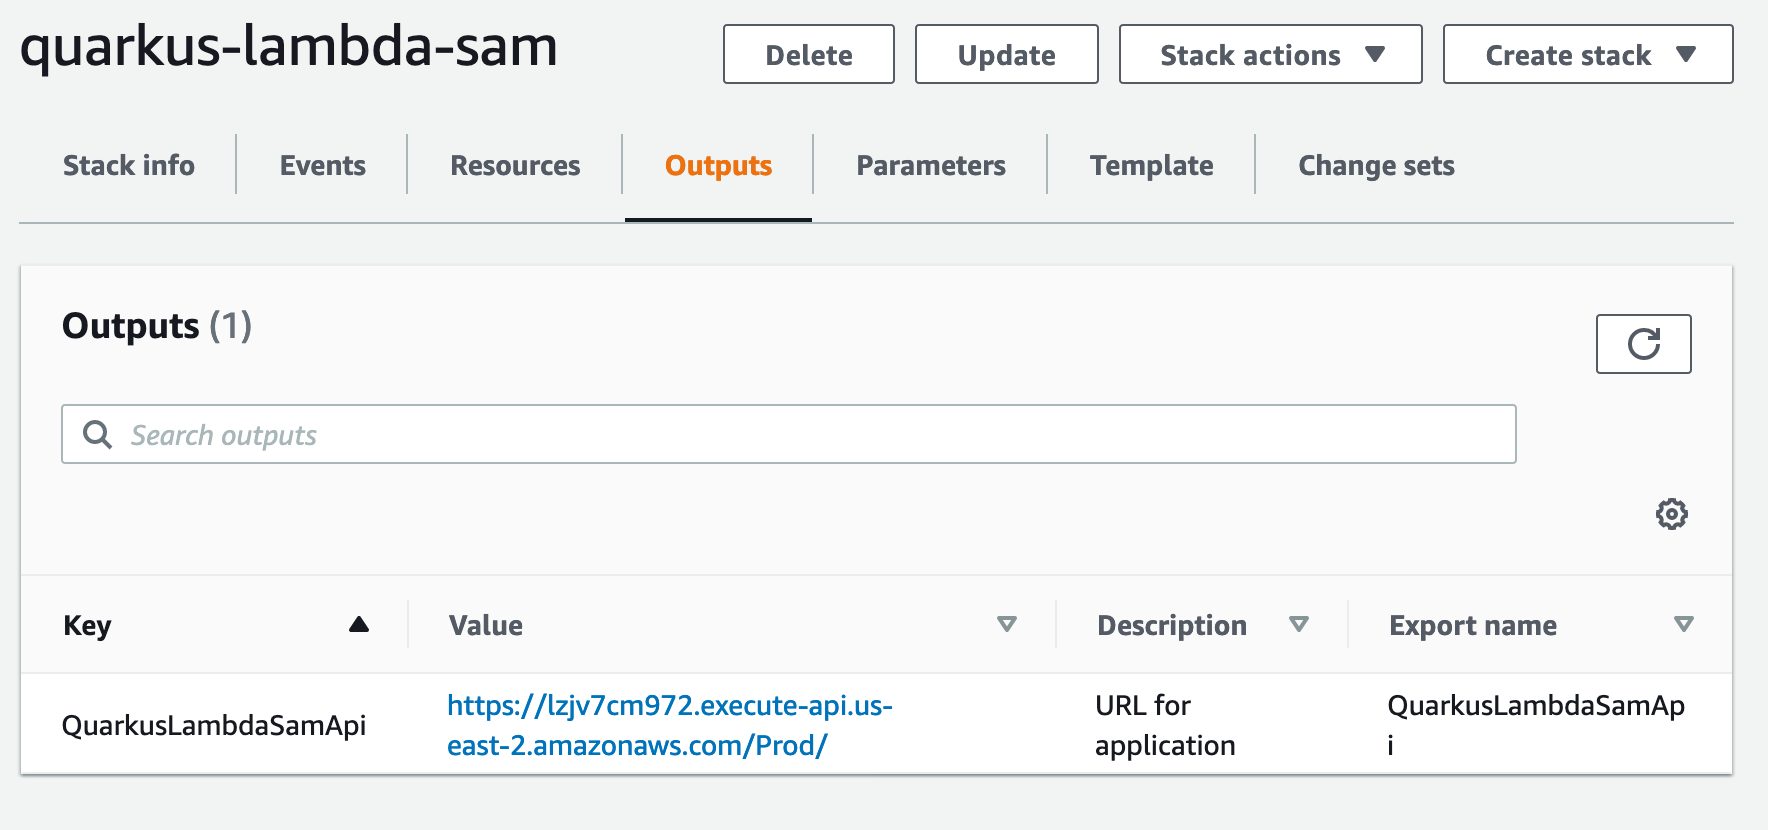 quarkus-lambda-sam
Delete
Update
Stack actions
Create stack
Stack info
Events
Resources
Outputs
Parameters
Template
Change sets
Outputs (1)
Search outputs
Key
Value
Description
Export name
QuarkusLambdaSamApi
https://lzjv7cm972.execute-api.us-
east-2.amazonaws.com/Prod/
URL for
application
QuarkusLambdaSamAp
i